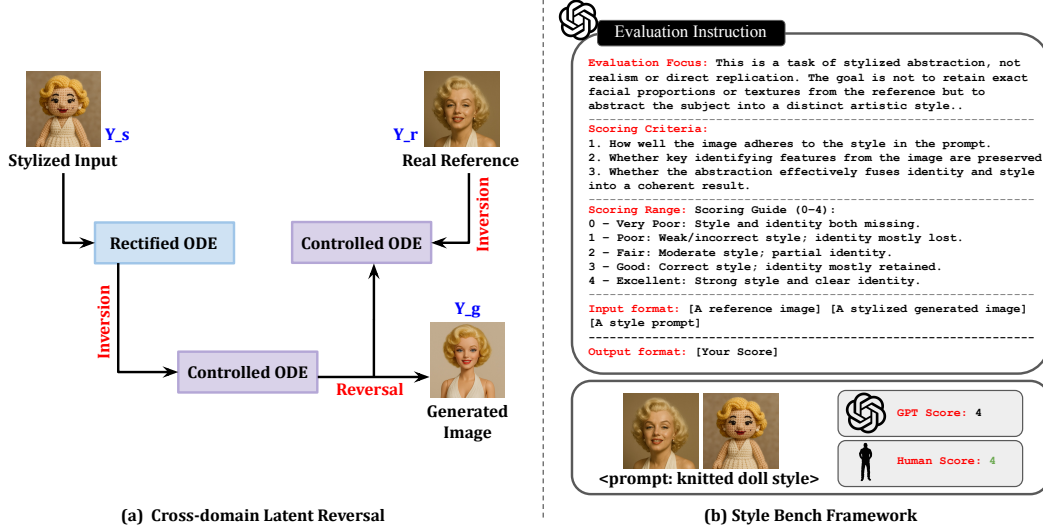 Y_s
Stylized Input
Y_r
Real Reference
Inversion
Rectified ODE
Controlled ODE
Inversion
Y_g
Controlled ODE
Reversal
Generated
Image
(a) Cross-domain Latent Reversal
Evaluation Instruction
Evaluation Focus: This is a task of stylized abstraction, not
realism or direct replication. The goal is not to retain exact
facial proportions or textures from the reference but to
abstract the subject into a distinct artistic style..
Scoring Criteria:
1. How well the image adheres to the style in the prompt.
2. Whether key identifying features from the image are preserved
3. Whether the abstraction effectively fuses identity and style
into a coherent result.
Scoring Range: Scoring Guide (0–4):
0 – Very Poor: Style and identity both missing.
1 – Poor: Weak/incorrect style; identity mostly lost.
2 – Fair: Moderate style; partial identity.
3 – Good: Correct style; identity mostly retained.
4 – Excellent: Strong style and clear identity.
Input format: [A reference image] [A stylized generated image]
[A style prompt]
Output format: [Your Score]
<prompt: knitted doll style>
GPT Score: 4
Human Score: 4
(b) Style Bench Framework